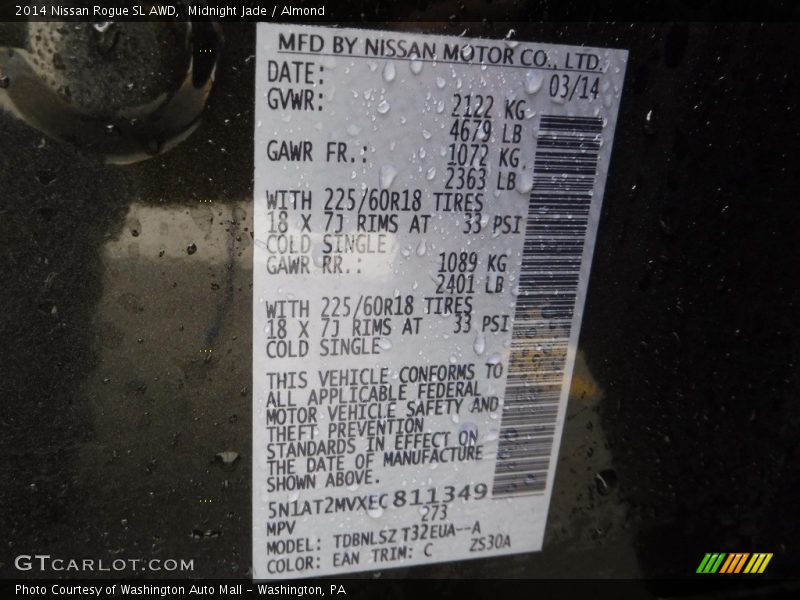 2014 Nissan Rogue SL AWD,  Midnight Jade / Almond
MFD BY NISSAN MOTOR CO., LTD.
DATE: 03/14
GVWR: 2122 KG
4679 LB
GAWR FR.: 1072 KG
2363 LB
WITH 225/60R18 TIRES
18 X 7J RIMS AT 33 PSI
COLD SINGLE
GAWR RR.: 1089 KG
2401 LB
WITH 225/60R18 TIRES
18 X 7J RIMS AT 33 PSI
COLD SINGLE
THIS VEHICLE CONFORMS TO
ALL APPLICABLE FEDERAL
MOTOR VEHICLE SAFETY AND
THEFT PREVENTION
STANDARDS IN EFFECT ON
THE DATE OF MANUFACTURE
SHOWN ABOVE.
5N1AT2MVXEC811349
MPV 273
MODEL: TDBNLSZ T32EUA--A
COLOR: EAN TRIM: C ZS30A
GTcarlot.com
Photo Courtesy of Washington Auto Mall - Washington, PA